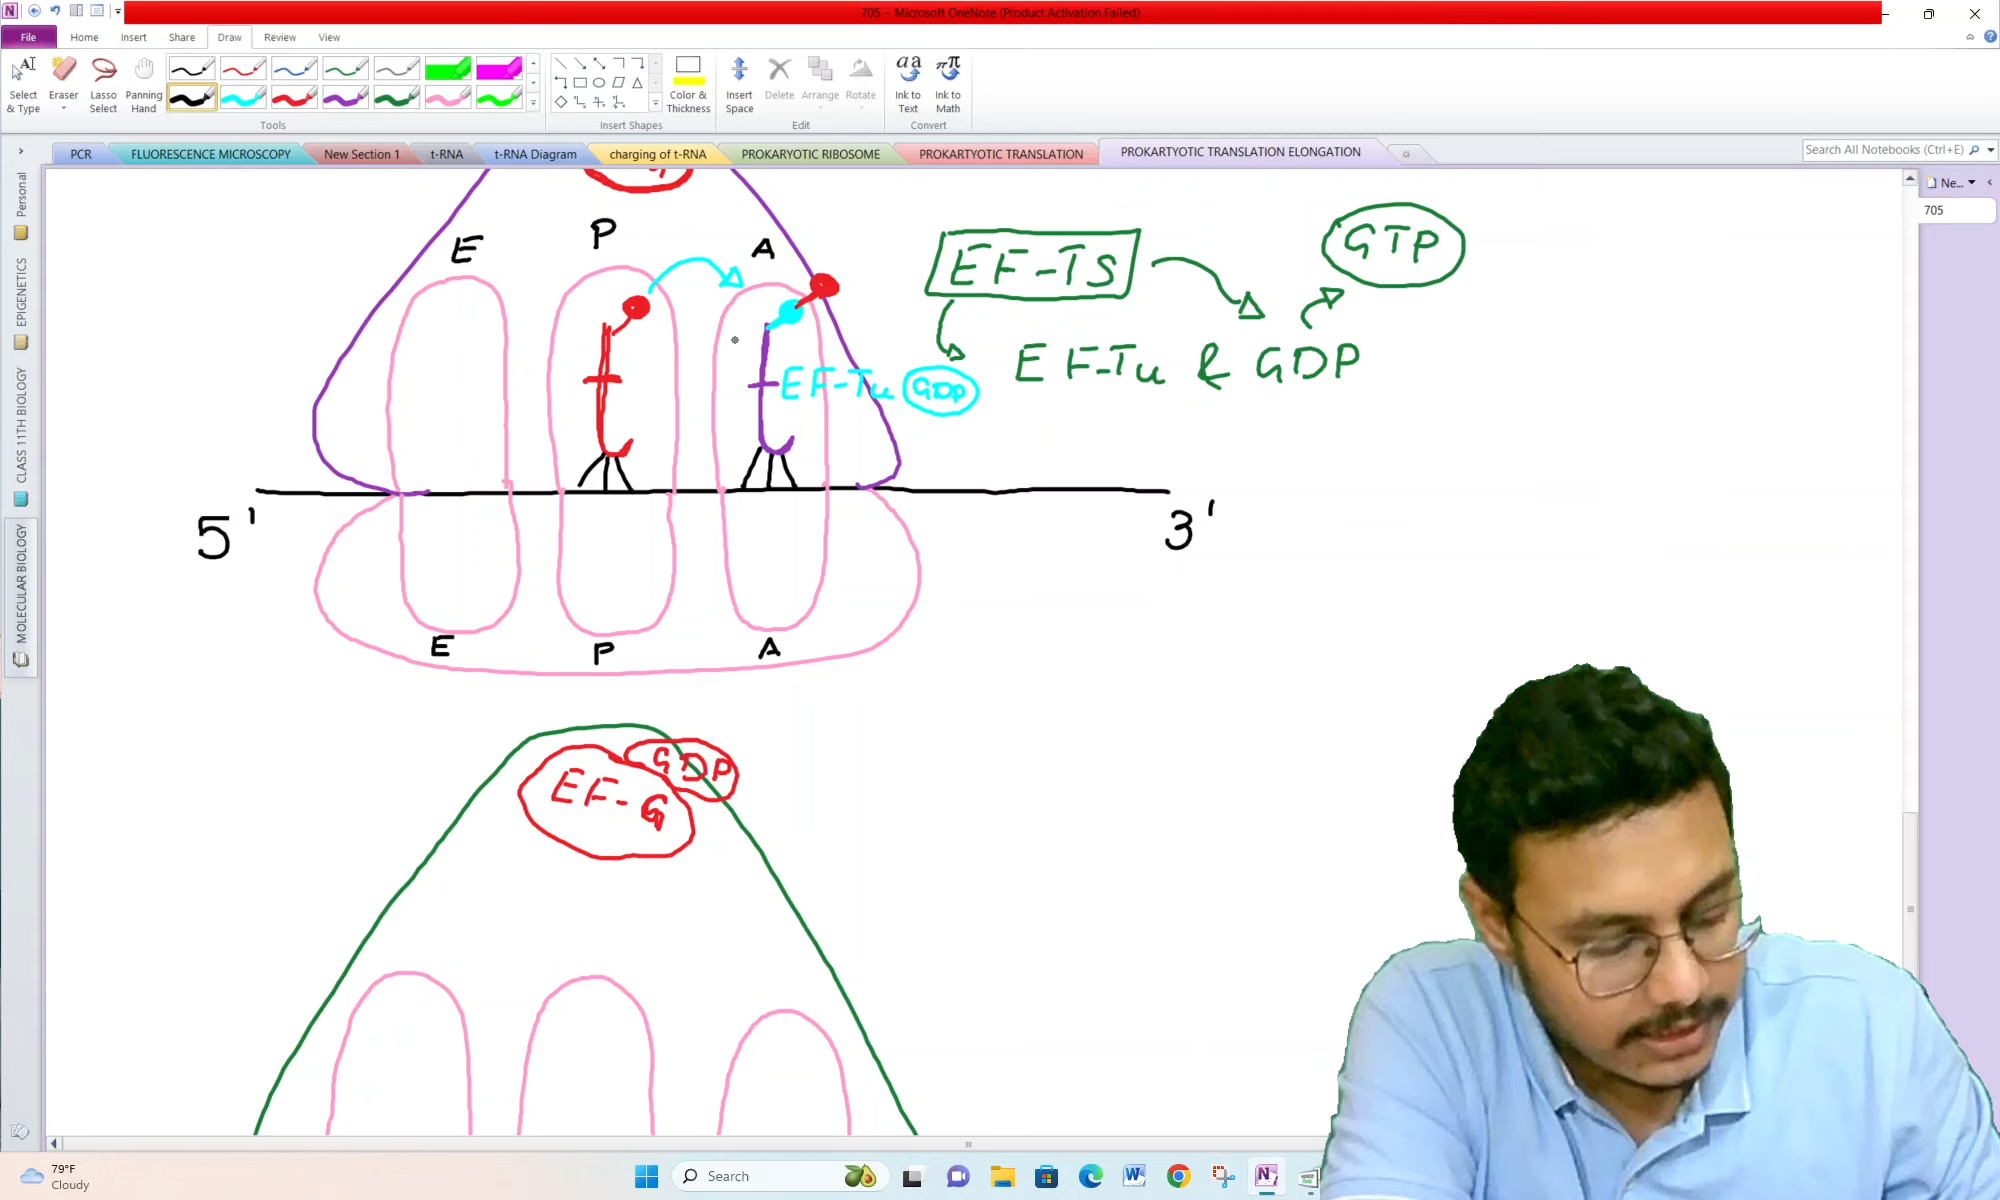 705 - Microsoft OneNote (Product Activation Failed)
File Home Insert Share Draw Review View
Select & Type
Eraser
Lasso Select
Panning Hand
Tools
Insert Shapes
Color & Thickness
Insert Space
Delete
Arrange
Rotate
Edit
Ink to Text
Ink to Math
Convert
PCR
FLUORESCENCE MICROSCOPY
New Section 1
t-RNA
t-RNA Diagram
charging of t-RNA
PROKARYOTIC RIBOSOME
PROKARTYOTIC TRANSLATION
PROKARTYOTIC TRANSLATION ELONGATION
Search All Notebooks (Ctrl+E)
Ne...
705
Personal
EPIGENETICS
CLASS 11TH BIOLOGY
MOLECULAR BIOLOGY
E P A
EF-TS
GTP
EF-Tu & GDP
EF-Tu GDP
5' 3'
E P A
EF-G GDP
79°F
Cloudy
Search